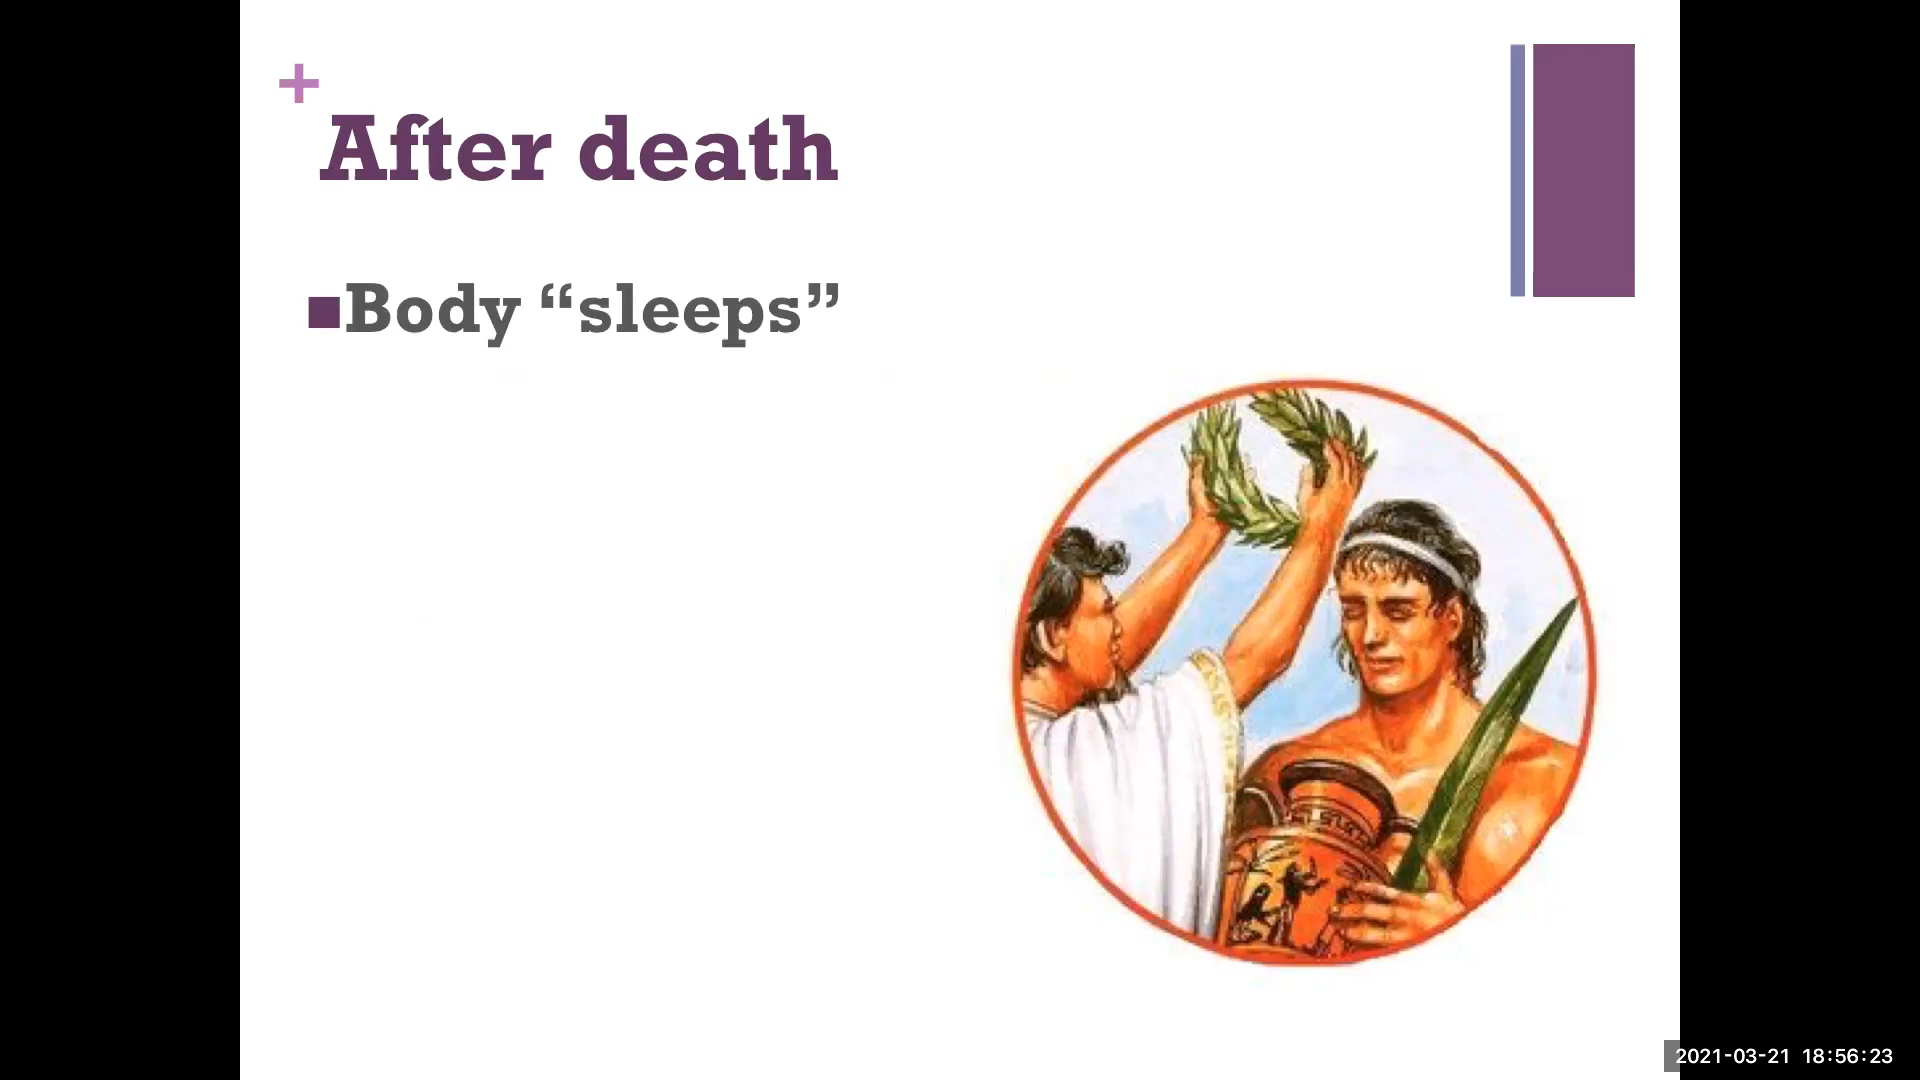 +
After death
Body “sleeps”
2021-03-21 18:56:23